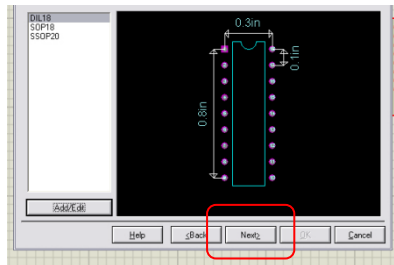 DIL18
SOP18
SSOP20
0.3in
0.1in
0.8in
Add/Edit
Help
<Back
Next>
OK
Cancel